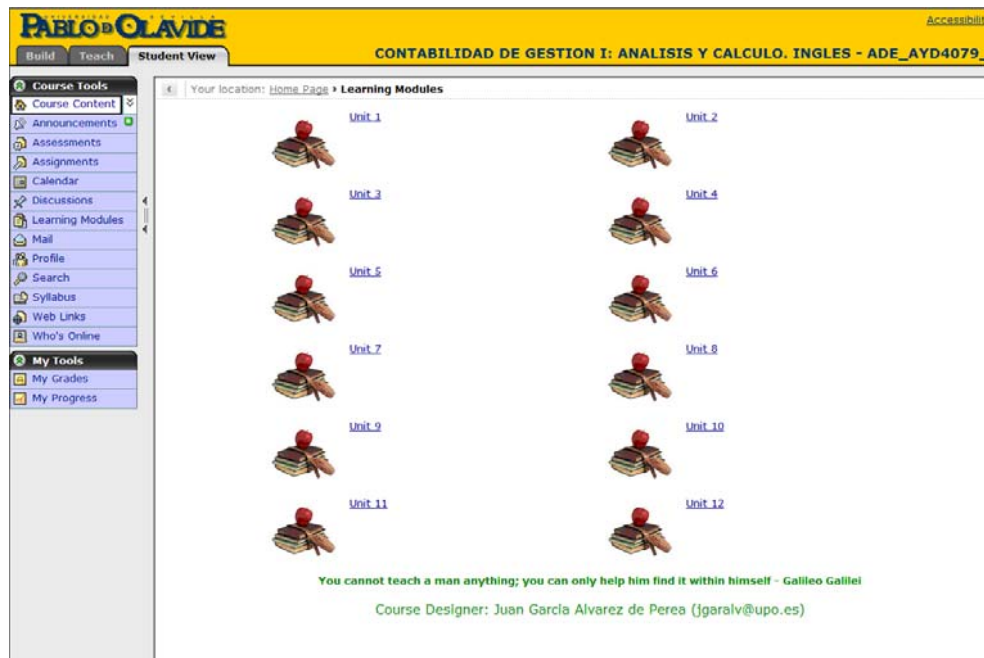 UNIVERSIDAD
SEVILLA
PABLO DE OLAVIDE
Accessibilit
Build Teach Student View
CONTABILIDAD DE GESTION I: ANALISIS Y CALCULO. INGLES - ADE_AYD4079_
Course Tools
Course Content
Announcements
Assessments
Assignments
Calendar
Discussions
Learning Modules
Mail
Profile
Search
Syllabus
Web Links
Who's Online
My Tools
My Grades
My Progress
Your location: Home Page › Learning Modules
Unit 1 Unit 2
Unit 3 Unit 4
Unit 5 Unit 6
Unit 7 Unit 8
Unit 9 Unit 10
Unit 11 Unit 12
You cannot teach a man anything; you can only help him find it within himself - Galileo Galilei
Course Designer: Juan Garcia Alvarez de Perea (jgaralv@upo.es)